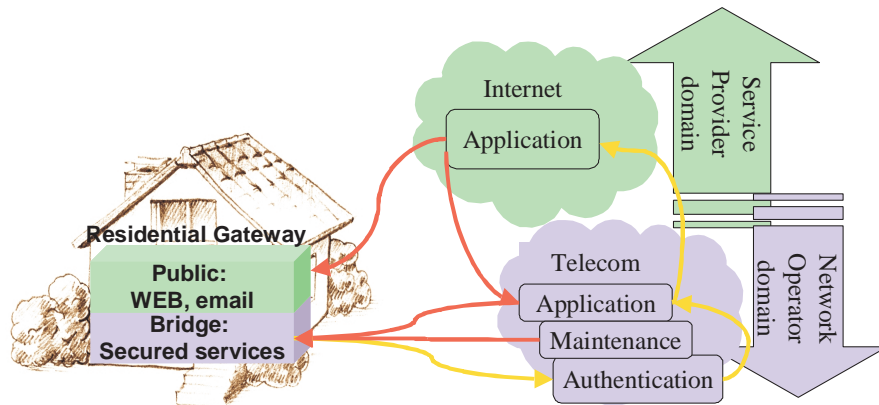 Internet
Application
Service
Provider
domain
Residential Gateway
Public:
WEB, email
Bridge:
Secured services
Telecom
Application
Maintenance
Authentication
Network
Operator
domain